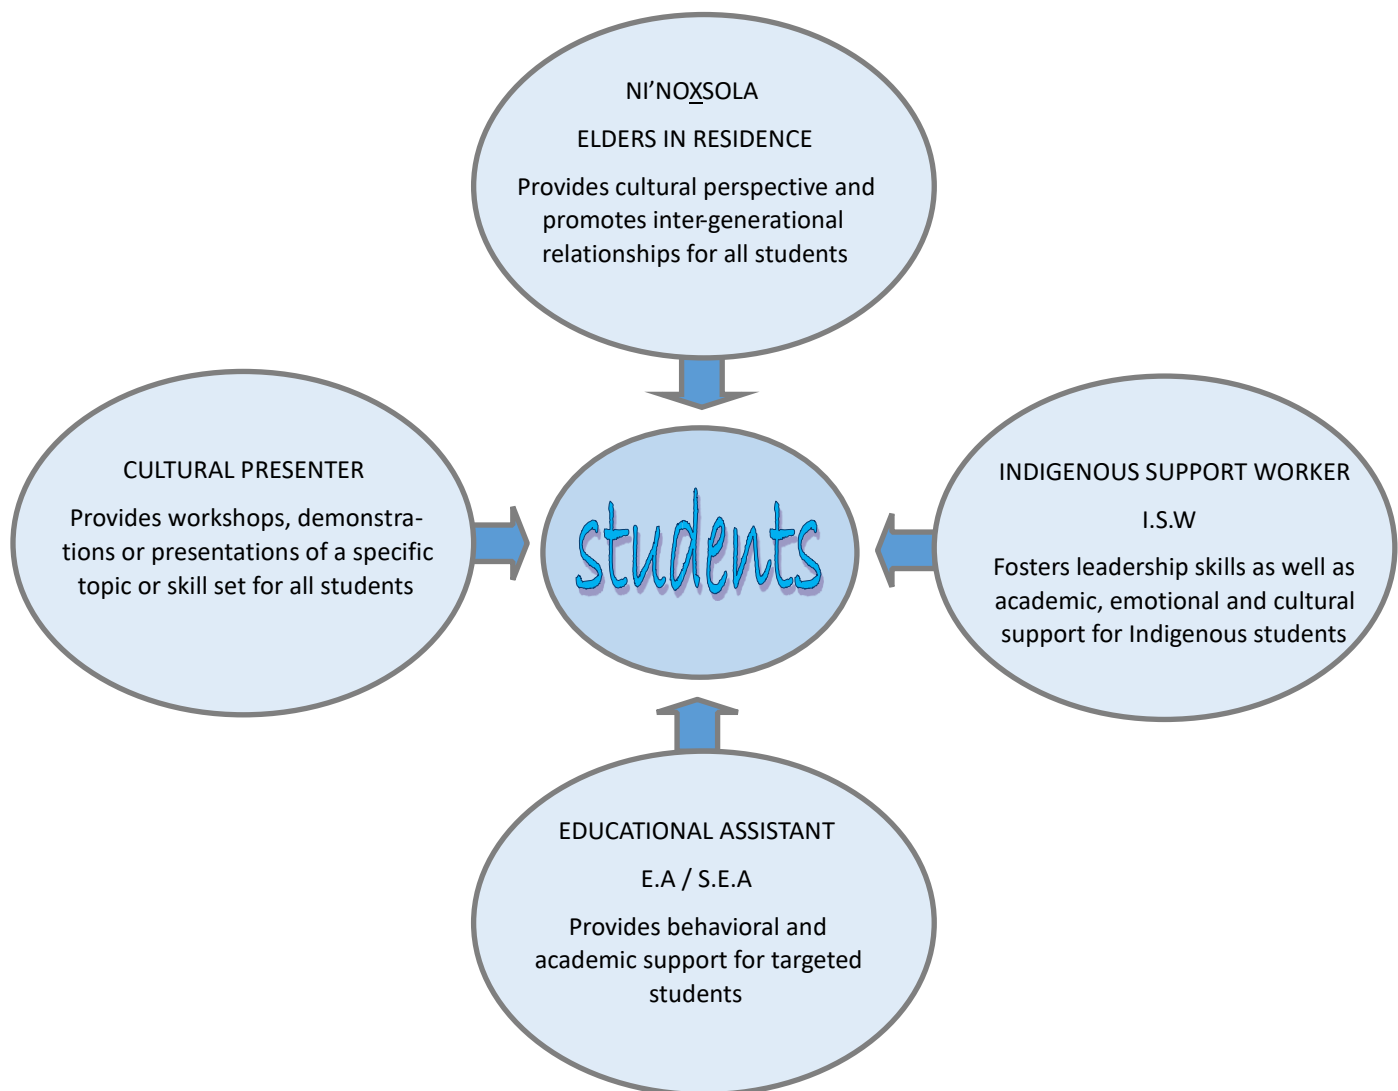 NI'NOX̲SOLA
ELDERS IN RESIDENCE
Provides cultural perspective and
promotes inter-generational
relationships for all students
CULTURAL PRESENTER
Provides workshops, demonstra-
tions or presentations of a specific
topic or skill set for all students
students
INDIGENOUS SUPPORT WORKER
I.S.W
Fosters leadership skills as well as
academic, emotional and cultural
support for Indigenous students
EDUCATIONAL ASSISTANT
E.A / S.E.A
Provides behavioral and
academic support for targeted
students